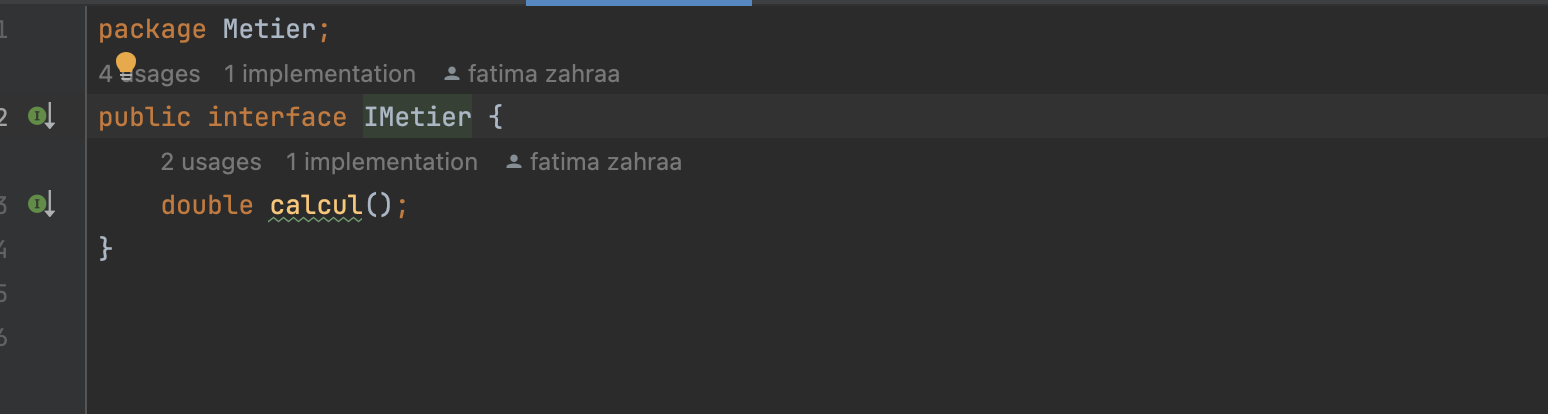 1 package Metier;
4 usages 1 implementation fatima zahraa
2 public interface IMetier {
2 usages 1 implementation fatima zahraa
3 double calcul();
4 }
5
6